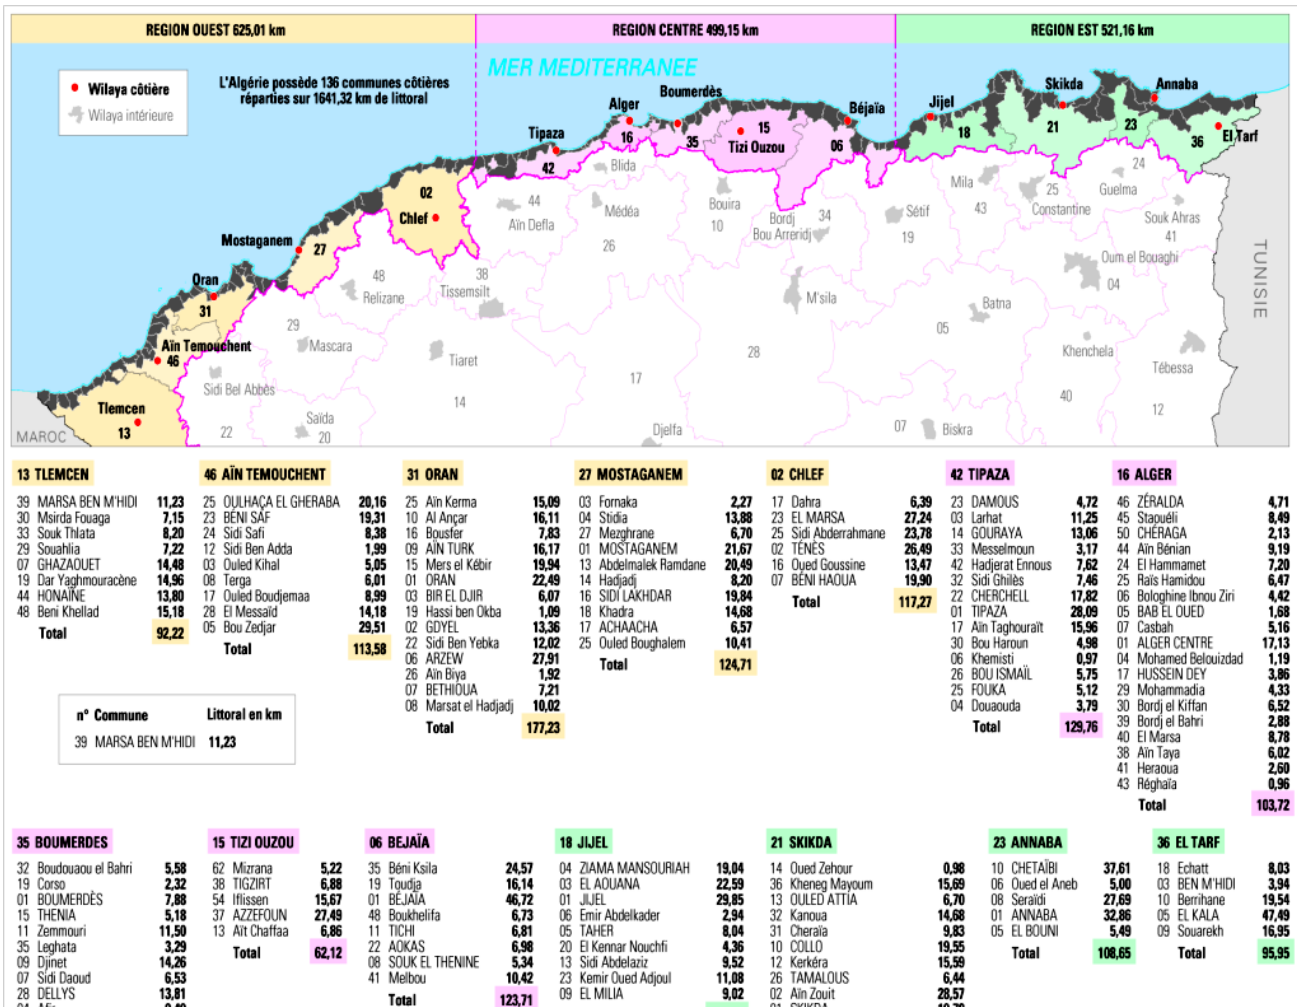 REGION OUEST 625,01 km
REGION CENTRE 499,15 km
REGION EST 521,16 km
MER MEDITERRANEE
Wilaya côtière
Wilaya intérieure
L'Algérie possède 136 communes côtières
réparties sur 1641,32 km de littoral
Boumerdès
Alger
Tipaza
Béjaïa
Jijel
Skikda
Annaba
16
35
15
Tizi Ouzou
06
18
21
23
36
El Tarf
42
02
Chlef
Mostaganem
27
Oran
31
Aïn Temouchent
46
Tlemcen
13
MAROC
TUNISIE
Blida
44
Aïn Defla
Médéa
26
Bouira
10
Bordj
Bou Arreridj
34
Sétif
19
Mila
43
25
Constantine
24
Guelma
Souk Ahras
41
Oum el Bouaghi
04
48
Relizane
38
Tissemsilt
M'sila
Batna
05
29
Mascara
Tiaret
28
Khenchela
Tébessa
Sidi Bel Abbès
17
14
40
12
22
Saïda
20
Djelfa
07
Biskra
13 TLEMCEN
39 MARSA BEN M'HIDI 11,23
30 Msirda Fouaga 7,15
33 Souk Thlata 8,20
29 Souahlia 7,22
07 GHAZAOUET 14,48
19 Dar Yaghmouracène 14,96
44 HONAÏNE 13,80
48 Beni Khellad 15,18
Total 92,22
46 AÏN TEMOUCHENT
25 OULHAÇA EL GHERABA 20,16
23 BÉNI SAF 19,31
24 Sidi Safi 8,38
12 Sidi Ben Adda 1,99
03 Ouled Kihal 5,05
08 Terga 6,01
17 Ouled Boudjemaa 8,99
28 El Messaïd 14,18
05 Bou Zedjar 29,51
Total 113,58
31 ORAN
25 Aïn Kerma 15,09
10 Al Ançar 16,11
16 Bousfer 7,83
09 AÏN TURK 16,17
15 Mers el Kébir 19,94
01 ORAN 22,49
03 BIR EL DJIR 6,07
19 Hassi ben Okba 1,09
02 GDYEL 13,36
22 Sidi Ben Yebka 12,02
06 ARZEW 27,91
26 Aïn Biya 1,92
07 BETHIOUA 7,21
08 Marsat el Hadjadj 10,02
Total 177,23
27 MOSTAGANEM
03 Fornaka 2,27
04 Stidia 13,88
27 Mezghrane 6,70
01 MOSTAGANEM 21,67
13 Abdelmalek Ramdane 20,49
14 Hadjadj 8,20
16 SIDI LAKHDAR 19,84
18 Khadra 14,68
17 ACHAACHA 6,57
25 Ouled Boughalem 10,41
Total 124,71
02 CHLEF
17 Dahra 6,39
23 EL MARSA 27,24
25 Sidi Abderrahmane 23,78
02 TÉNÈS 26,49
16 Oued Goussine 13,47
07 BÉNI HAOUA 19,90
Total 117,27
42 TIPAZA
23 DAMOUS 4,72
03 Larhat 11,25
14 GOURAYA 13,06
33 Messelmoun 3,17
42 Hadjerat Ennous 7,62
32 Sidi Ghilès 7,46
22 CHERCHELL 17,82
01 TIPAZA 28,09
17 Aïn Taghouraït 15,96
30 Bou Haroun 4,98
06 Khemisti 0,97
26 BOU ISMAÏL 5,75
25 FOUKA 5,12
04 Douaouda 3,79
Total 129,76
16 ALGER
46 ZÉRALDA 4,71
45 Staouéli 8,49
50 CHÉRAGA 2,13
44 Aïn Bénian 9,19
24 El Hammamet 7,20
25 Raïs Hamidou 6,47
06 Bologhine Ibnou Ziri 4,42
05 BAB EL OUED 1,68
07 Casbah 5,16
01 ALGER CENTRE 17,13
04 Mohamed Belouizdad 1,19
17 HUSSEIN DEY 3,86
29 Mohammadia 4,33
30 Bordj el Kiffan 6,52
39 Bordj el Bahri 2,88
40 El Marsa 8,78
38 Aïn Taya 6,02
41 Heraoua 2,60
43 Réghaïa 0,96
Total 103,72
n° Commune Littoral en km
39 MARSA BEN M'HIDI 11,23
35 BOUMERDES
32 Boudouaou el Bahri 5,58
19 Corso 2,32
01 BOUMERDÈS 7,88
15 THENIA 5,18
11 Zemmouri 11,50
35 Leghata 3,29
09 Djinet 14,26
07 Sidi Daoud 6,53
28 DELLYS 13,81
15 TIZI OUZOU
62 Mizrana 5,22
38 TIGZIRT 6,88
54 Iflissen 15,67
37 AZZEFOUN 27,49
13 Aït Chaffaa 6,86
Total 62,12
06 BEJAÏA
35 Béni Ksila 24,57
19 Toudja 16,14
01 BÉJAÏA 46,72
48 Boukhelifa 6,73
11 TICHI 6,81
22 AOKAS 6,98
08 SOUK EL THENINE 5,34
41 Melbou 10,42
Total 123,71
18 JIJEL
04 ZIAMA MANSOURIAH 19,04
03 EL AOUANA 22,59
01 JIJEL 29,85
06 Emir Abdelkader 2,94
05 TAHER 8,04
20 El Kennar Nouchfi 4,36
13 Sidi Abdelaziz 9,52
23 Kemir Oued Adjoul 11,08
09 EL MILIA 9,02
21 SKIKDA
14 Oued Zehour 0,98
36 Kheneg Mayoum 15,69
13 OULED ATTIA 6,70
32 Kanoua 14,68
31 Cheraïa 9,83
10 COLLO 19,55
12 Kerkéra 15,59
26 TAMALOUS 6,44
02 Aïn Zouit 28,57
23 ANNABA
10 CHETAÏBI 37,61
06 Oued el Aneb 5,00
08 Seraïdi 27,69
01 ANNABA 32,86
05 EL BOUNI 5,49
Total 108,65
36 EL TARF
18 Echatt 8,03
03 BEN M'HIDI 3,94
10 Berrihane 19,54
05 EL KALA 47,49
09 Souarekh 16,95
Total 95,95